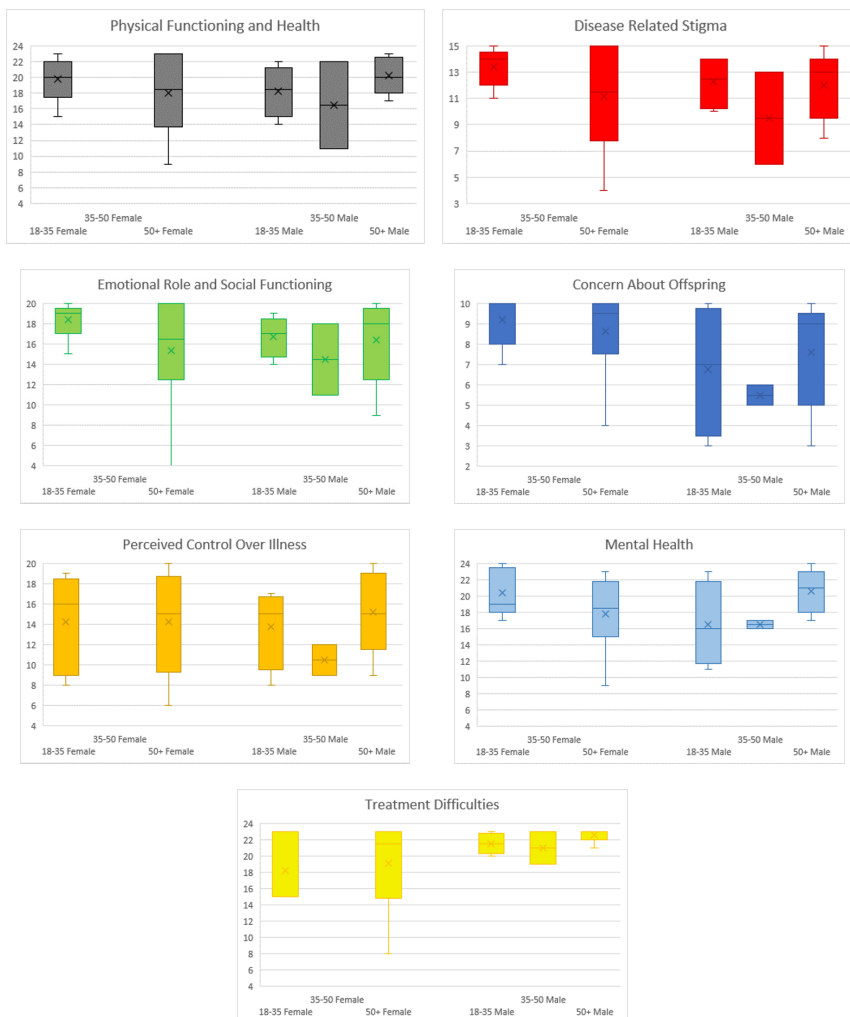 Physical Functioning and Health
24
22
20
18
16
14
12
10
8
6
4
35-50 Female
35-50 Male
18-35 Female
50+ Female
18-35 Male
50+ Male
Disease Related Stigma
15
13
11
9
7
5
3
35-50 Female
35-50 Male
18-35 Female
50+ Female
18-35 Male
50+ Male
Emotional Role and Social Functioning
20
18
16
14
12
10
8
6
4
35-50 Female
35-50 Male
18-35 Female
50+ Female
18-35 Male
50+ Male
Concern About Offspring
10
9
8
7
6
5
4
3
2
35-50 Female
35-50 Male
18-35 Female
50+ Female
18-35 Male
50+ Male
Perceived Control Over Illness
20
18
16
14
12
10
8
6
4
35-50 Female
35-50 Male
18-35 Female
50+ Female
18-35 Male
50+ Male
Mental Health
24
22
20
18
16
14
12
10
8
6
4
35-50 Female
35-50 Male
18-35 Female
50+ Female
18-35 Male
50+ Male
Treatment Difficulties
24
22
20
18
16
14
12
10
8
6
4
35-50 Female
35-50 Male
18-35 Female
50+ Female
18-35 Male
50+ Male